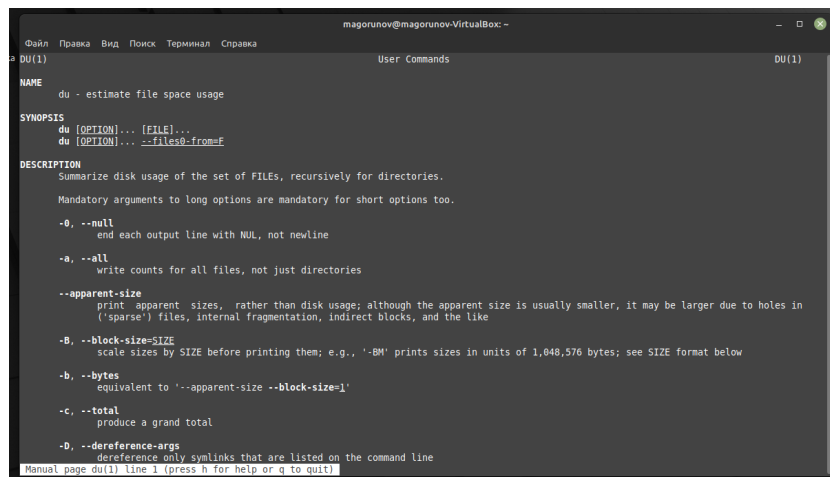 magorunov@magorunov-VirtualBox: ~
Файл Правка Вид Поиск Терминал Справка
DU(1) User Commands DU(1)
NAME
du - estimate file space usage
SYNOPSIS
du [OPTION]... [FILE]...
du [OPTION]... --files0-from=F
DESCRIPTION
Summarize disk usage of the set of FILEs, recursively for directories.
Mandatory arguments to long options are mandatory for short options too.
-0, --null
end each output line with NUL, not newline
-a, --all
write counts for all files, not just directories
--apparent-size
print apparent sizes, rather than disk usage; although the apparent size is usually smaller, it may be larger due to holes in
('sparse') files, internal fragmentation, indirect blocks, and the like
-B, --block-size=SIZE
scale sizes by SIZE before printing them; e.g., '-BM' prints sizes in units of 1,048,576 bytes; see SIZE format below
-b, --bytes
equivalent to '--apparent-size --block-size=1'
-c, --total
produce a grand total
-D, --dereference-args
dereference only symlinks that are listed on the command line
Manual page du(1) line 1 (press h for help or q to quit)